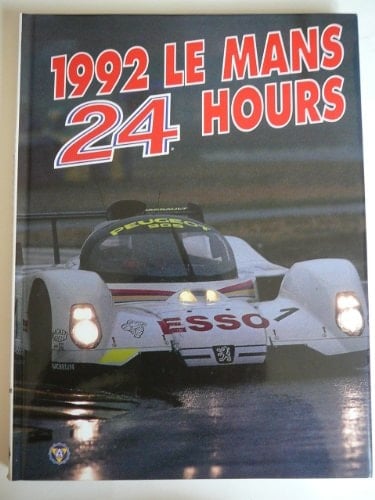 1992 LE MANS
24 HOURS
PEUGEOT
905
ESSO
1